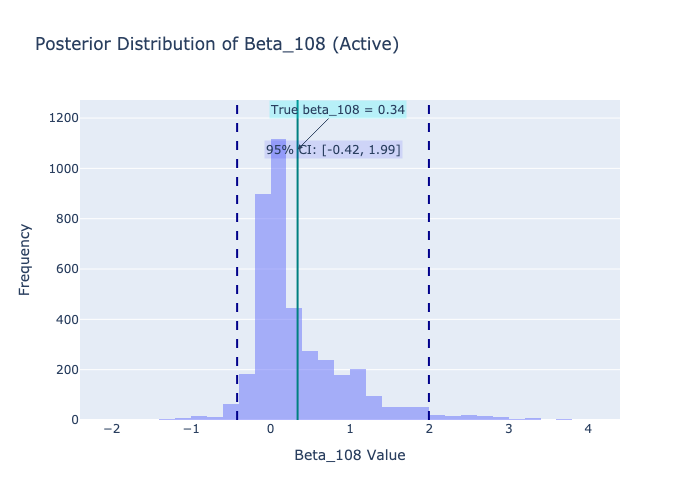 Posterior Distribution of Beta_108 (Active)
1200
1000
800
600
400
200
0
True beta_108 = 0.34
95% CI: [-0.42, 1.99]
Frequency
−2
−1
0
1
2
3
4
Beta_108 Value